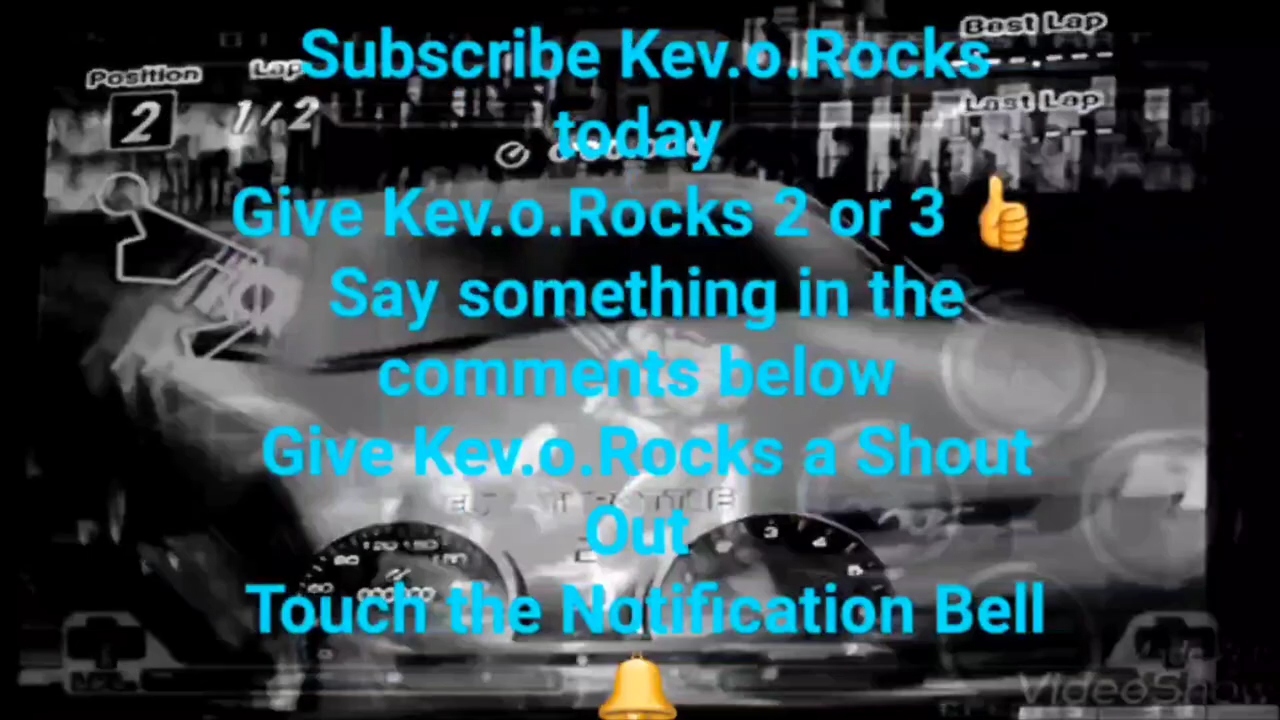 Best Lap
Position Lap Subscribe Kev.o.Rocks
Last Lap
2 1/2 today
Give Kev.o.Rocks 2 or 3 👍
Say something in the
comments below
Give Kev.o.Rocks a Shout
Out
Touch the Notification Bell
🔔
VideoShow